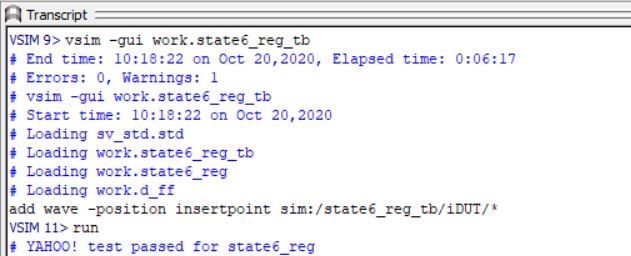 Transcript
VSIM 9> vsim -gui work.state6_reg_tb
# End time: 10:18:22 on Oct 20,2020, Elapsed time: 0:06:17
# Errors: 0, Warnings: 1
# vsim -gui work.state6_reg_tb
# Start time: 10:18:22 on Oct 20,2020
# Loading sv_std.std
# Loading work.state6_reg_tb
# Loading work.state6_reg
# Loading work.d_ff
add wave -position insertpoint sim:/state6_reg_tb/iDUT/*
VSIM 11> run
# YAHOO! test passed for state6_reg